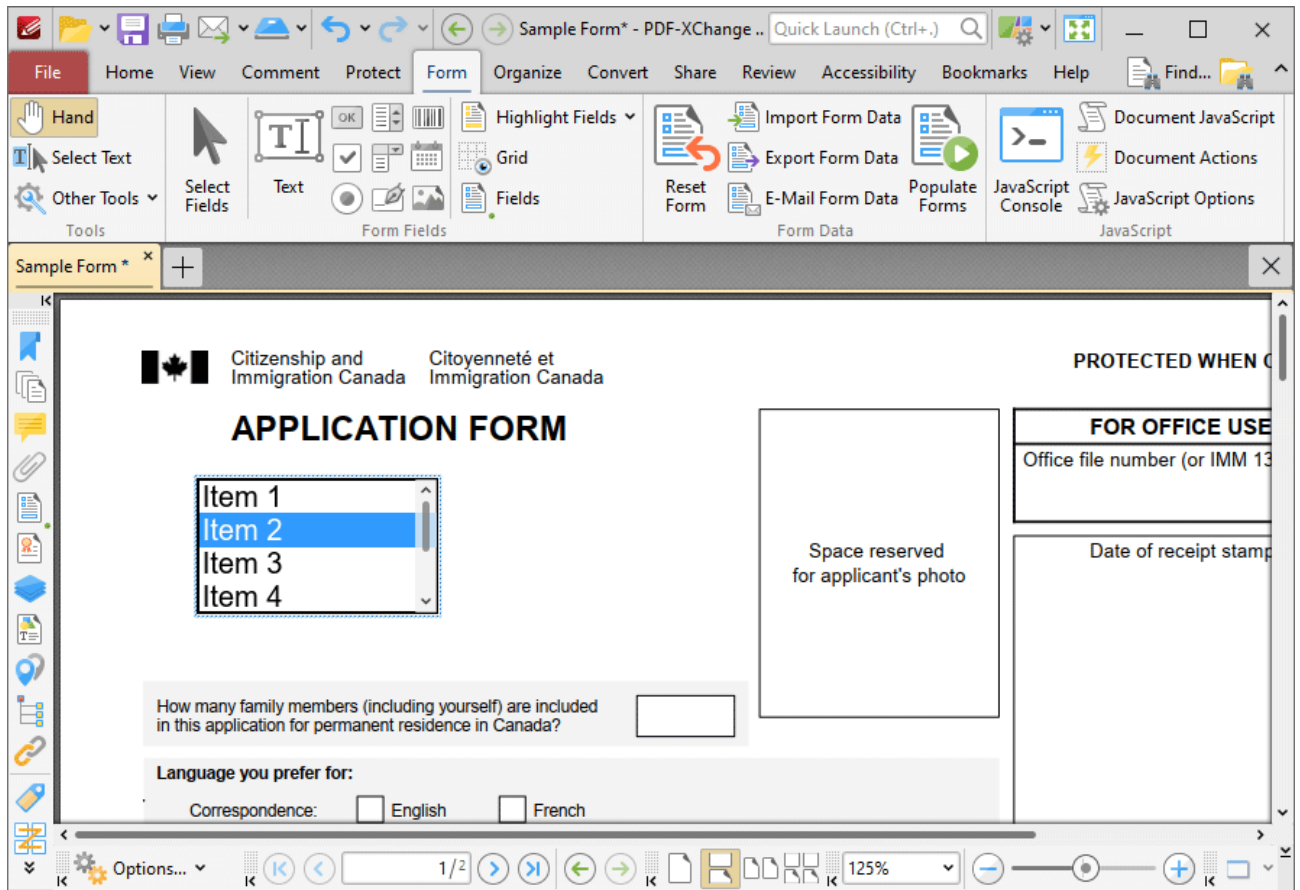 Sample Form* - PDF-XChange .. Quick Launch (Ctrl+.)
File Home View Comment Protect Form Organize Convert Share Review Accessibility Bookmarks Help Find...
Hand
Select Text
Other Tools
Tools
Select Fields
Text
OK
Highlight Fields
Grid
Fields
Form Fields
Reset Form
Import Form Data
Export Form Data
E-Mail Form Data
Populate Forms
Form Data
JavaScript Console
Document JavaScript
Document Actions
JavaScript Options
JavaScript
Sample Form *
Citizenship and
Immigration Canada
Citoyenneté et
Immigration Canada
PROTECTED WHEN
APPLICATION FORM
FOR OFFICE USE
Office file number (or IMM 13
Item 1
Item 2
Item 3
Item 4
Space reserved
for applicant's photo
Date of receipt stamp
How many family members (including yourself) are included
in this application for permanent residence in Canada?
Language you prefer for:
Correspondence: English French
Options... 1/2 125%